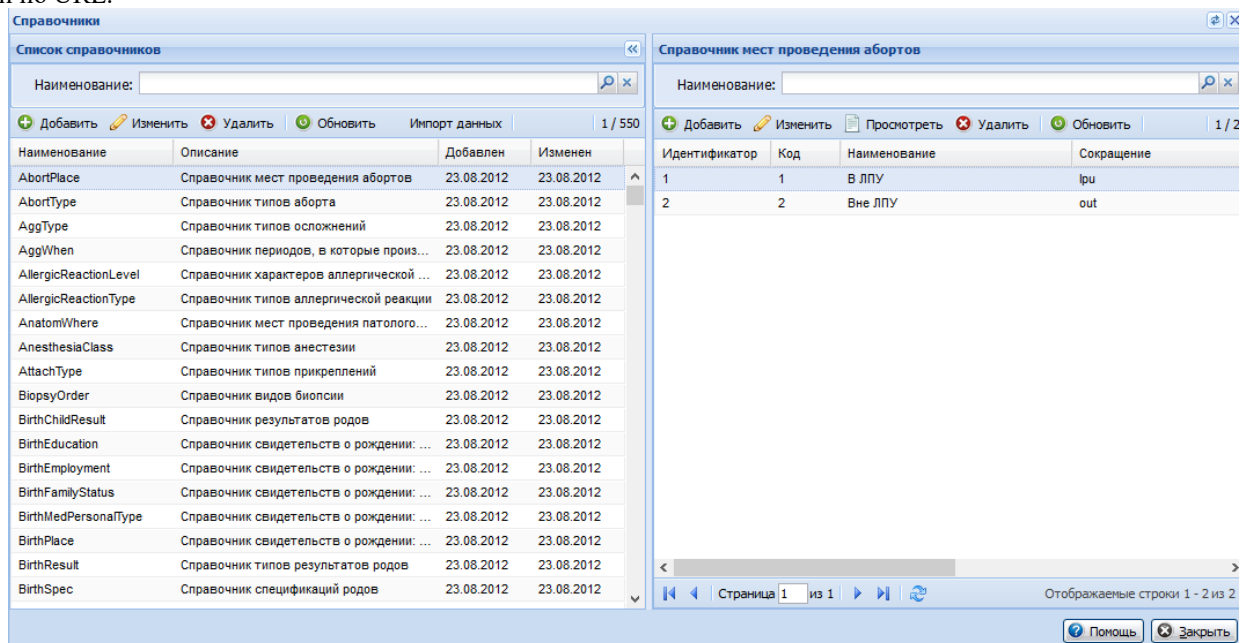 Справочники
Список справочников
Наименование:
Добавить Изменить Удалить Обновить Импорт данных 1 / 550
Наименование Описание Добавлен Изменен
AbortPlace Справочник мест проведения абортов 23.08.2012 23.08.2012
AbortType Справочник типов аборта 23.08.2012 23.08.2012
AggType Справочник типов осложнений 23.08.2012 23.08.2012
AggWhen Справочник периодов, в которые произ... 23.08.2012 23.08.2012
AllergicReactionLevel Справочник характеров аллергической ... 23.08.2012 23.08.2012
AllergicReactionType Справочник типов аллергической реакции 23.08.2012 23.08.2012
AnatomWhere Справочник мест проведения патолого... 23.08.2012 23.08.2012
AnesthesiaClass Справочник типов анестезии 23.08.2012 23.08.2012
AttachType Справочник типов прикреплений 23.08.2012 23.08.2012
BiopsyOrder Справочник видов биопсии 23.08.2012 23.08.2012
BirthChildResult Справочник результатов родов 23.08.2012 23.08.2012
BirthEducation Справочник свидетельств о рождении: ... 23.08.2012 23.08.2012
BirthEmployment Справочник свидетельств о рождении: ... 23.08.2012 23.08.2012
BirthFamilyStatus Справочник свидетельств о рождении: ... 23.08.2012 23.08.2012
BirthMedPersonalType Справочник свидетельств о рождении: ... 23.08.2012 23.08.2012
BirthPlace Справочник свидетельств о рождении: ... 23.08.2012 23.08.2012
BirthResult Справочник типов результатов родов 23.08.2012 23.08.2012
BirthSpec Справочник спецификаций родов 23.08.2012 23.08.2012
Справочник мест проведения абортов
Наименование:
Добавить Изменить Просмотреть Удалить Обновить 1 / 2
Идентификатор Код Наименование Сокращение
1 1 В ЛПУ lpu
2 2 Вне ЛПУ out
Страница 1 из 1 Отображаемые строки 1 - 2 из 2
Помощь Закрыть